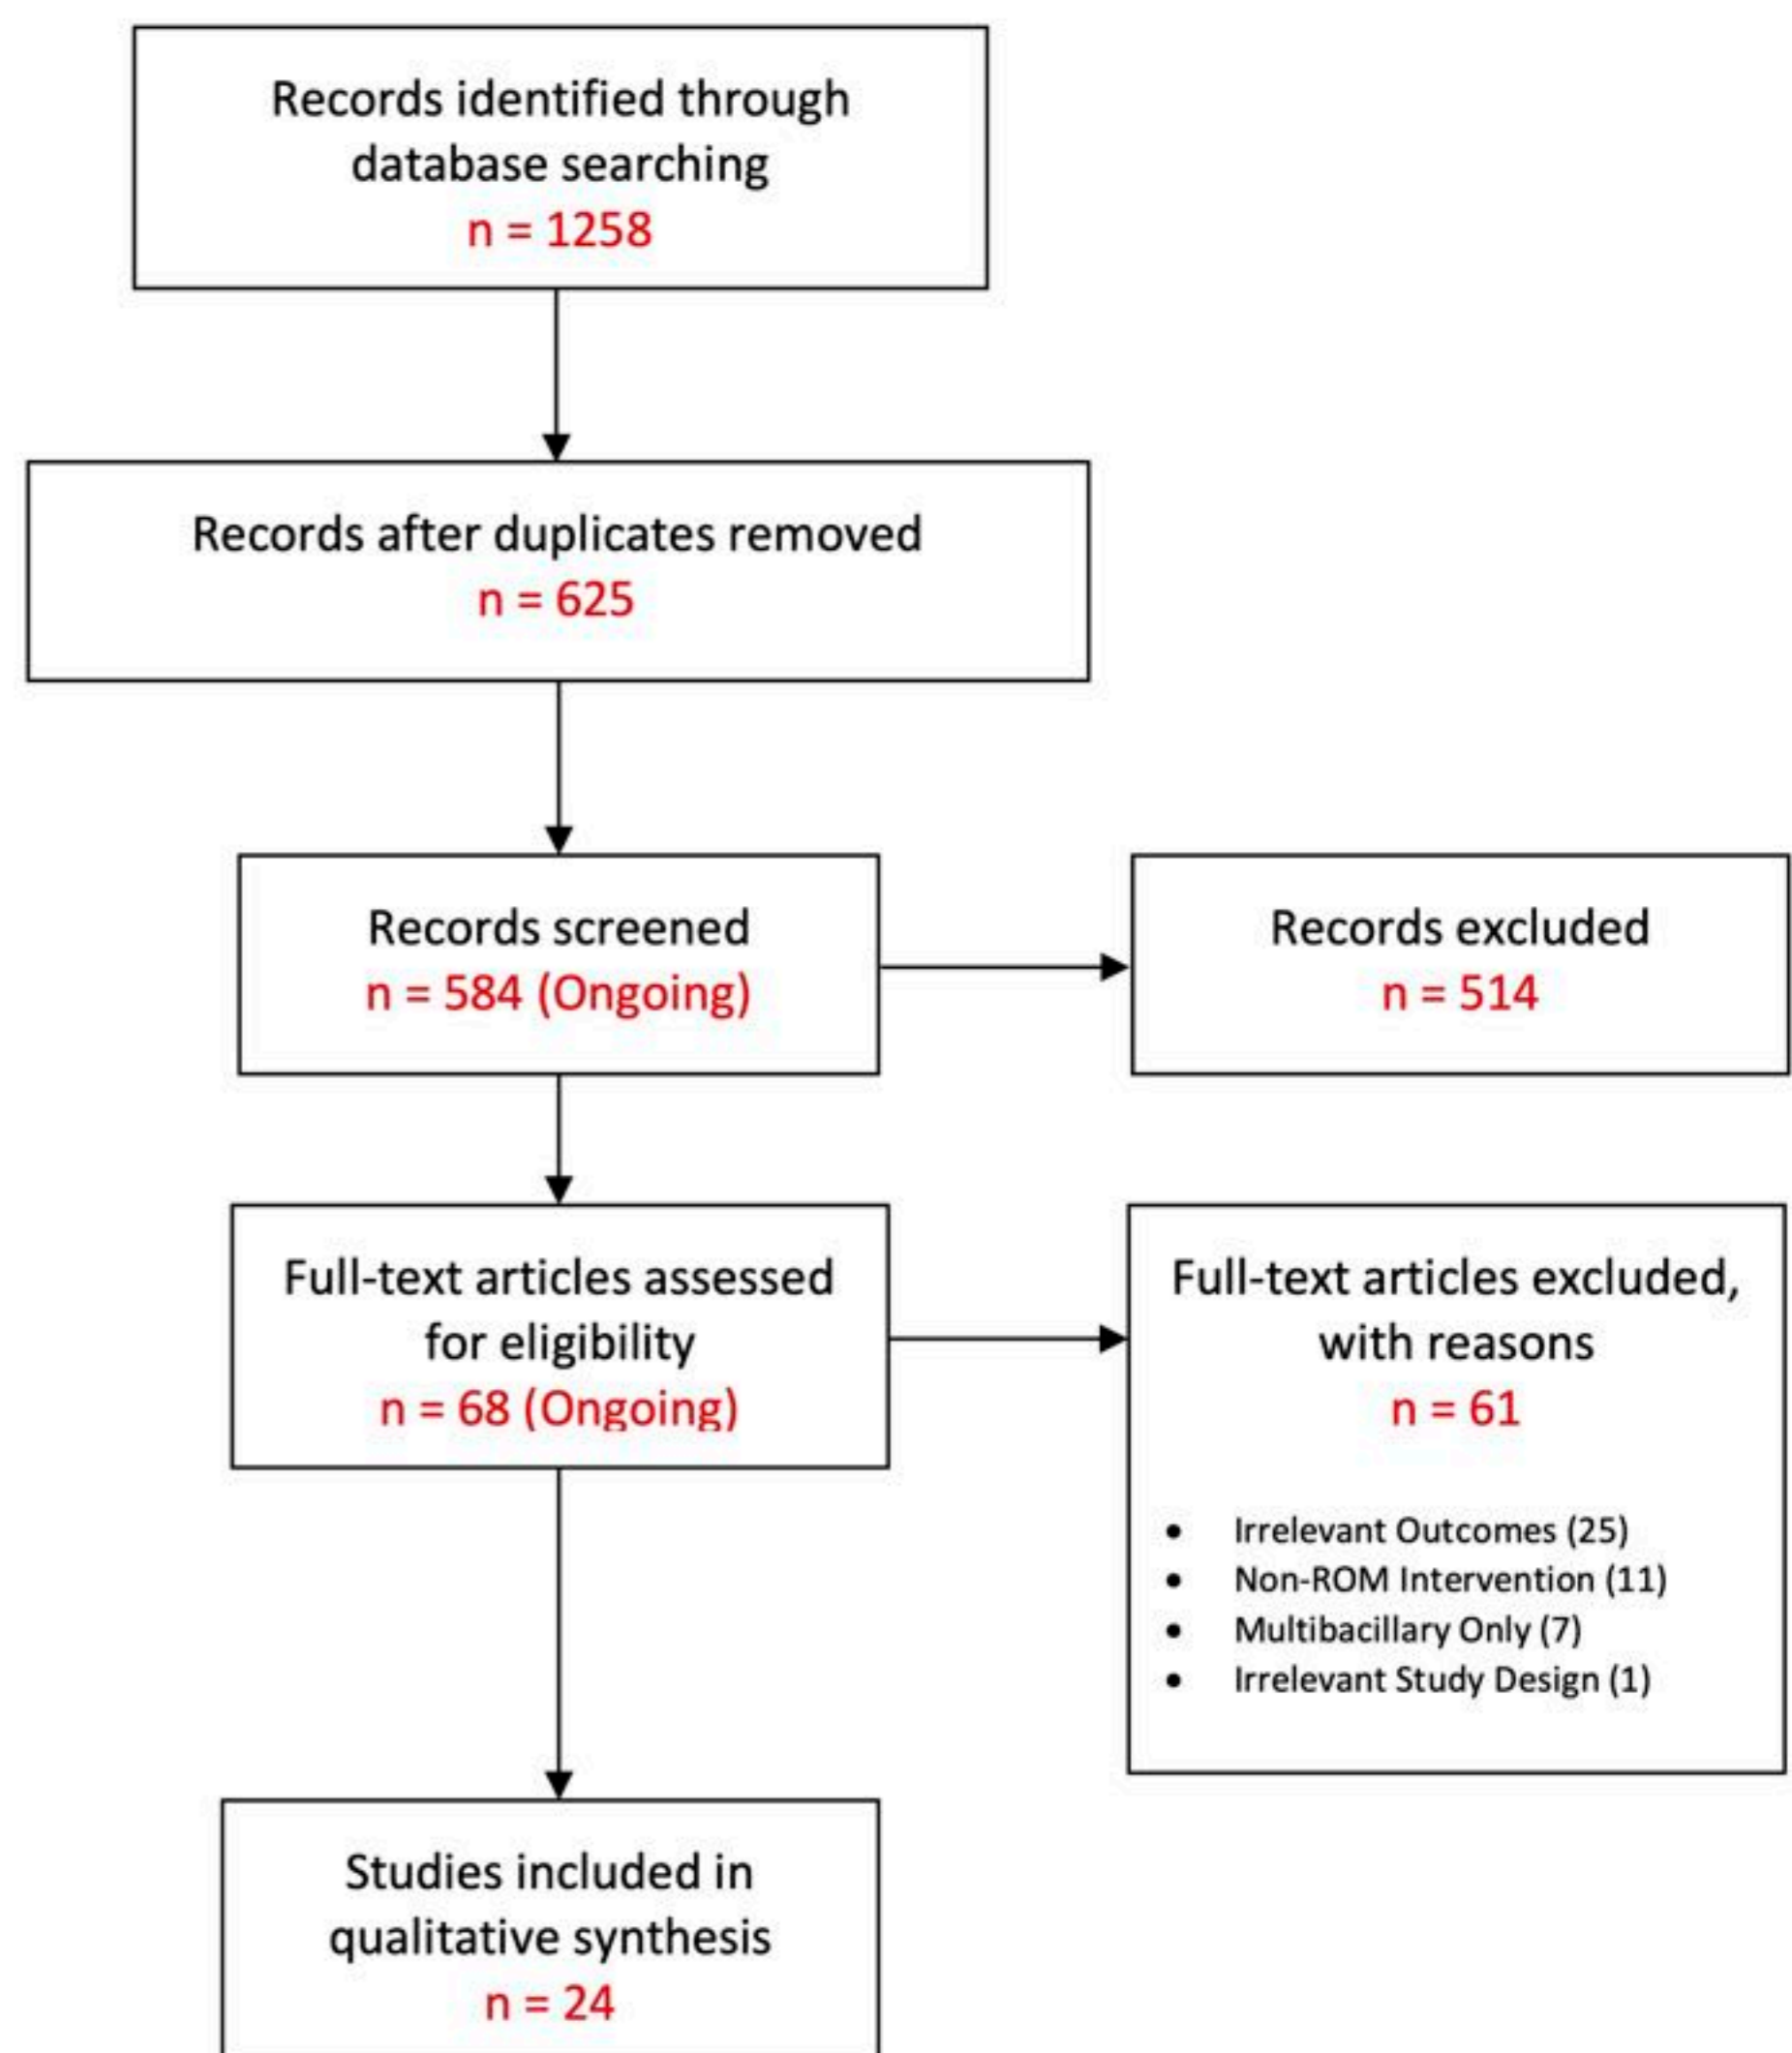 Records identified through
database searching
n = 1258
Records after duplicates removed
n = 625
Records screened
n = 584 (Ongoing)
Records excluded
n = 514
Full-text articles assessed
for eligibility
n = 68 (Ongoing)
Full-text articles excluded,
with reasons
n = 61
• Irrelevant Outcomes (25)
• Non-ROM Intervention (11)
• Multibacillary Only (7)
• Irrelevant Study Design (1)
Studies included in
qualitative synthesis
n = 24